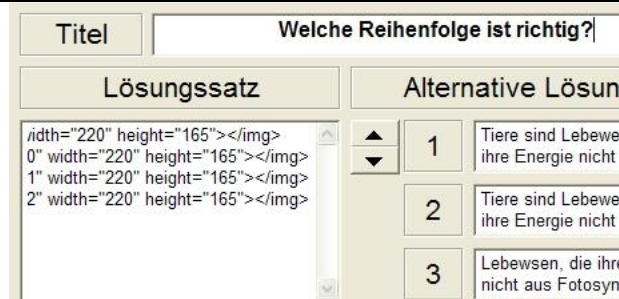 Titel
Welche Reihenfolge ist richtig?
Lösungssatz
Alternative Lösun
idth="220" height="165"></img>
0" width="220" height="165"></img>
1" width="220" height="165"></img>
2" width="220" height="165"></img>
1
Tiere sind Lebewe
ihre Energie nicht
2
Tiere sind Lebewe
ihre Energie nicht
3
Lebewsen, die ihre
nicht aus Fotosyn